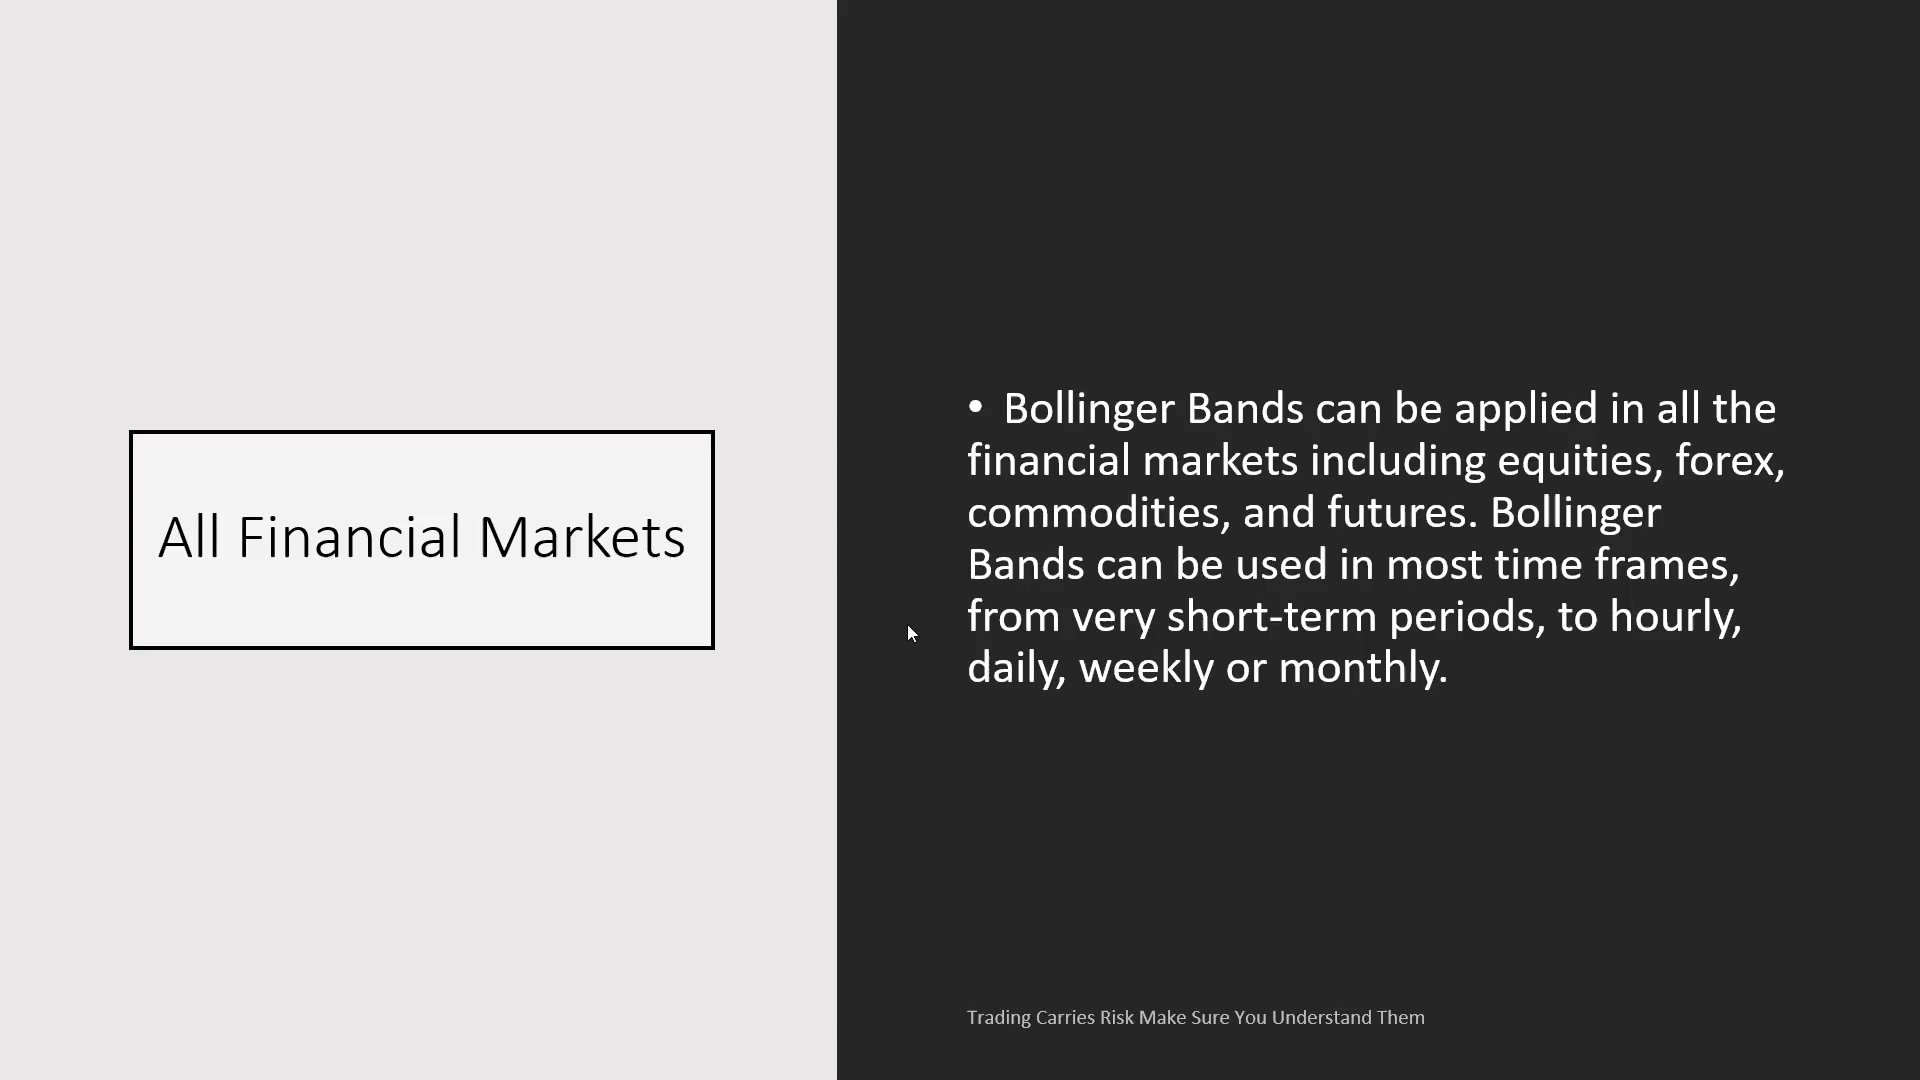 All Financial Markets
• Bollinger Bands can be applied in all the
financial markets including equities, forex,
commodities, and futures. Bollinger
Bands can be used in most time frames,
from very short-term periods, to hourly,
daily, weekly or monthly.
Trading Carries Risk Make Sure You Understand Them